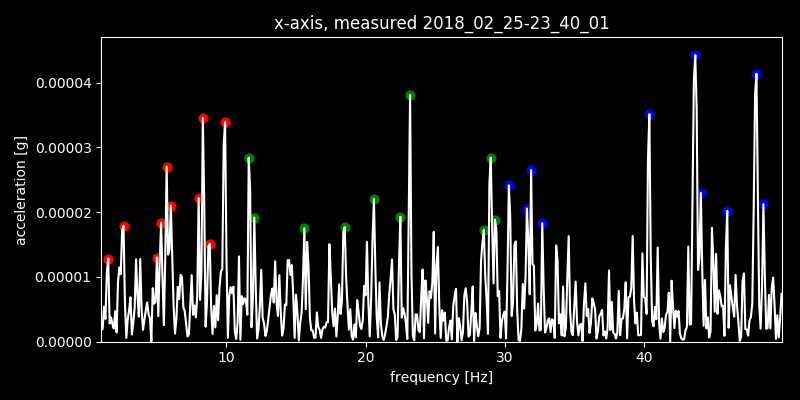 x-axis, measured 2018_02_25-23_40_01
acceleration [g]
0.00004
0.00003
0.00002
0.00001
0.00000
10 20 30 40
frequency [Hz]